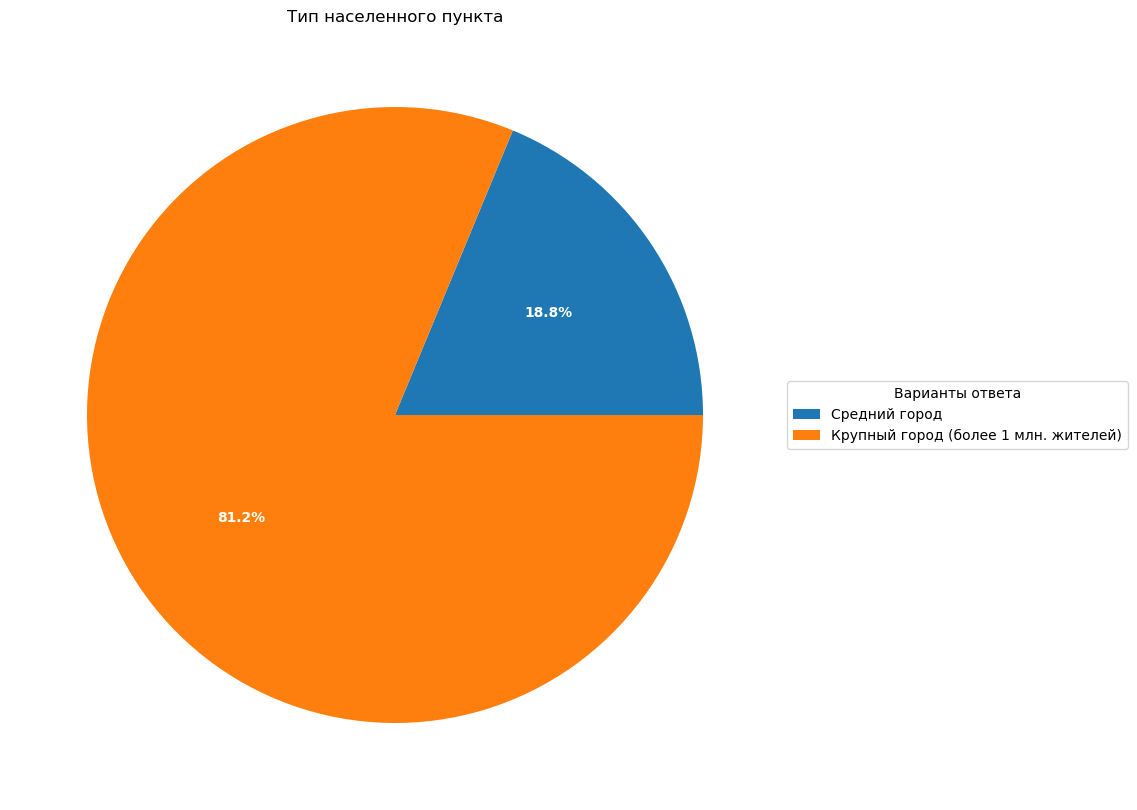 Тип населенного пункта
18.8%
81.2%
Варианты ответа
Средний город
Крупный город (более 1 млн. жителей)